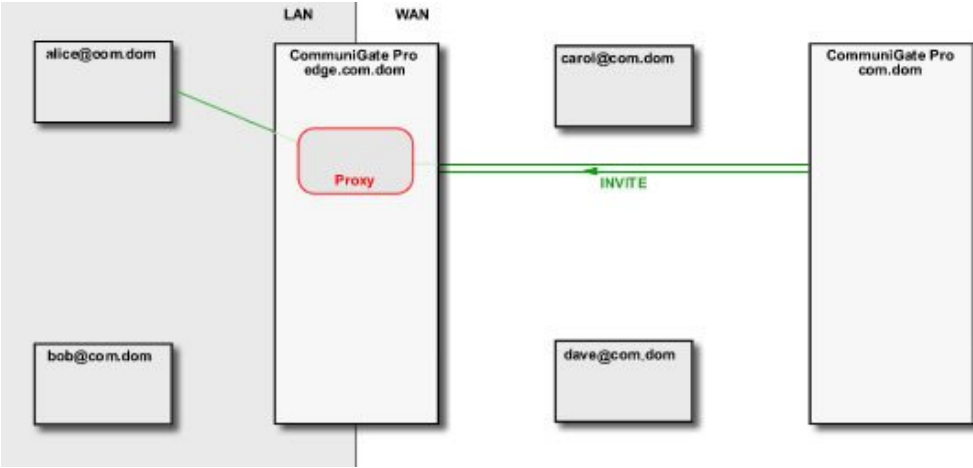 LAN
WAN
alice@com.dom
CommuniGate Pro
edge.com.dom
carol@com.dom
CommuniGate Pro
com.dom
Proxy
INVITE
bob@com.dom
dave@com.dom